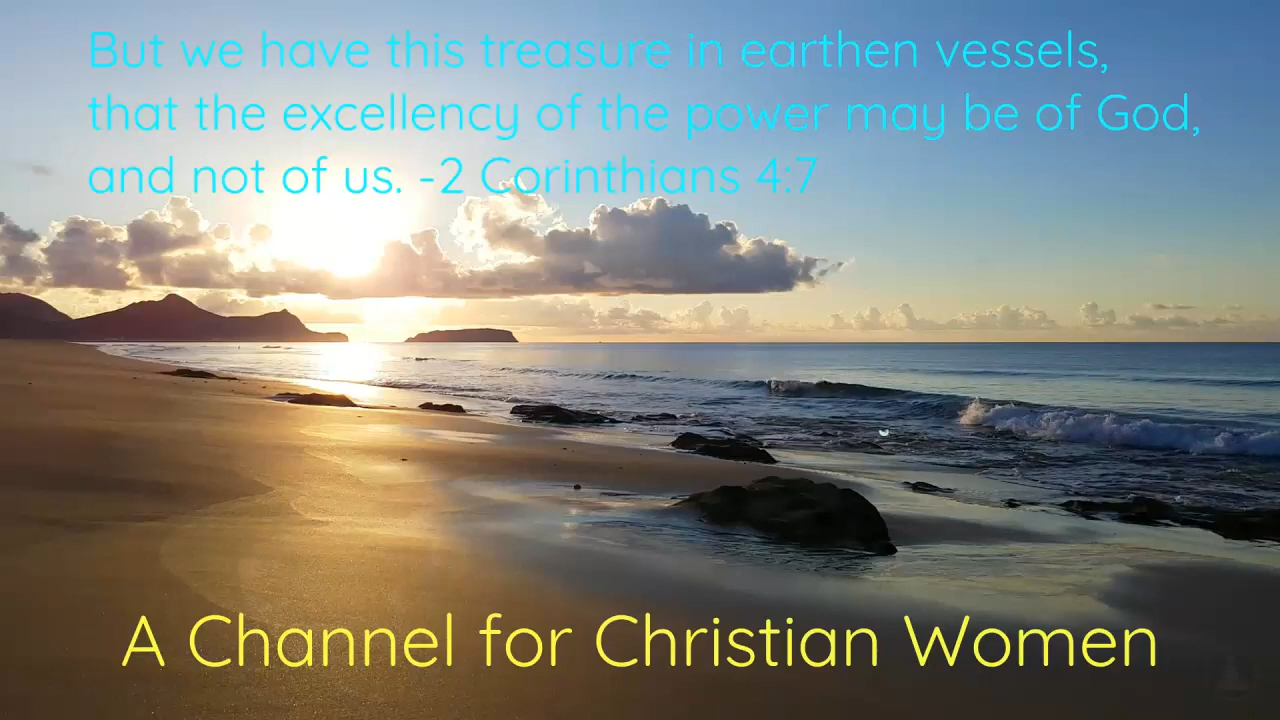 But we have this treasure in earthen vessels,
that the excellency of the power may be of God,
and not of us. -2 Corinthians 4:7
A Channel for Christian Women